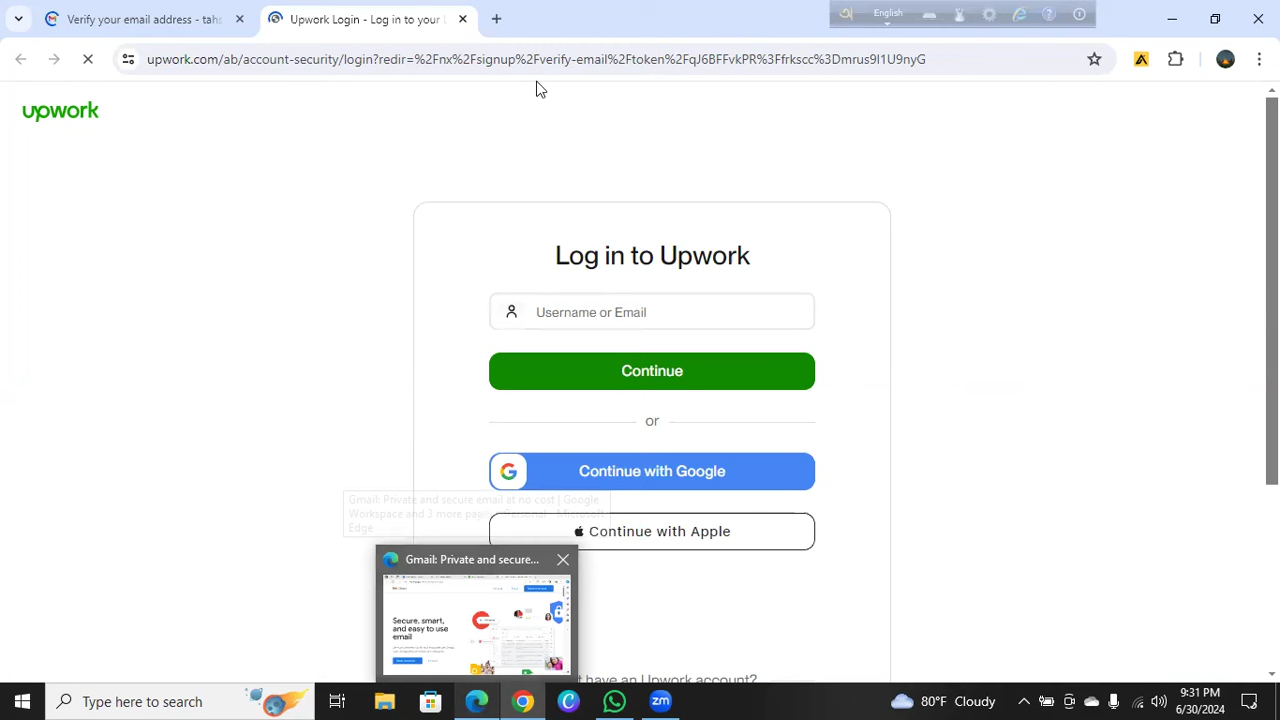 Verify your email address - tahs
Upwork Login - Log in to your
English
upwork.com/ab/account-security/login?redir=%2Fnx%2Fsignup%2Fverify-email%2Ftoken%2FqJ6BFFvkPR%3Ffrkscc%3Dmrus9I1U9nyG
upwork
Log in to Upwork
Username or Email
Continue
or
Continue with Google
Gmail: Private and secure email at no cost | Google
Workspace and 3 more pages - Personal - Microsoft
Edge
Continue with Apple
Gmail: Private and secure...
Secure, smart,
and easy to use
email
t have an Upwork account?
Type here to search
zm
80°F Cloudy
9:31 PM
6/30/2024